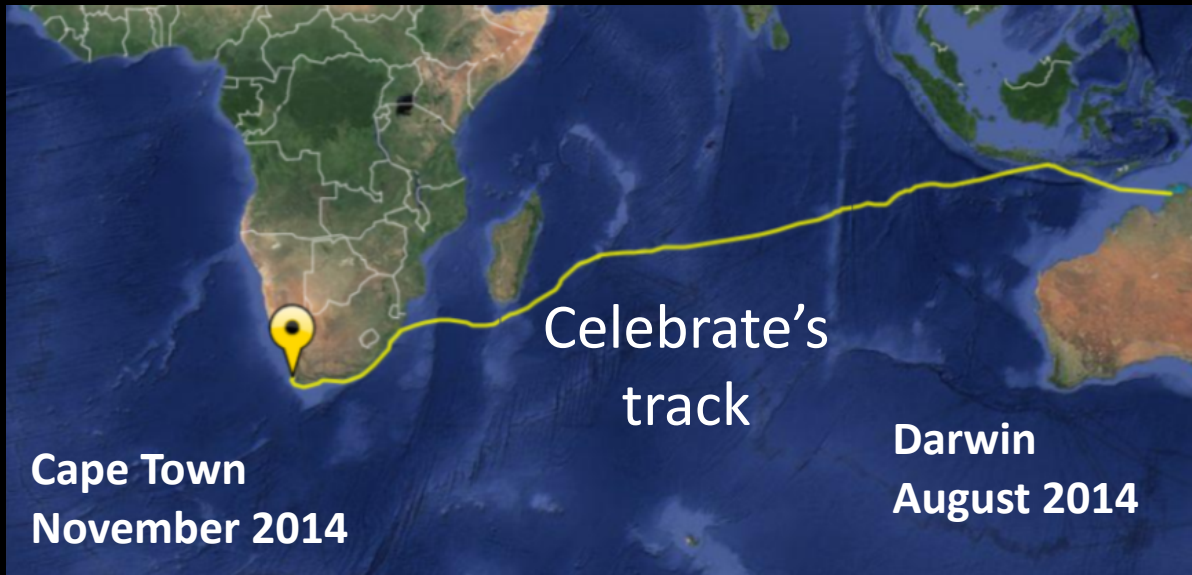 Celebrate’s
track
Cape Town
November 2014
Darwin
August 2014